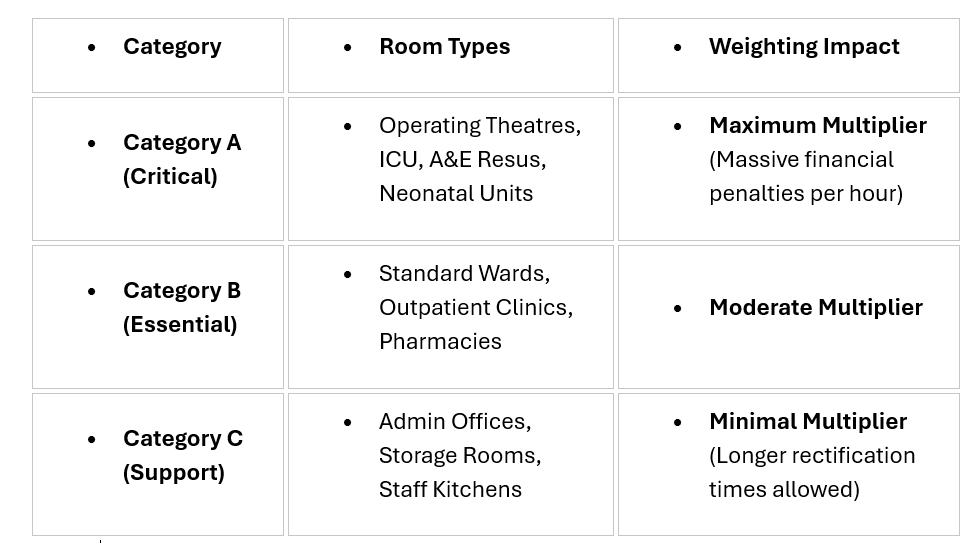 • Category
• Room Types
• Weighting Impact
• Category A
(Critical)
• Operating Theatres,
ICU, A&E Resus,
Neonatal Units
• Maximum Multiplier
(Massive financial
penalties per hour)
• Category B
(Essential)
• Standard Wards,
Outpatient Clinics,
Pharmacies
• Moderate Multiplier
• Category C
(Support)
• Admin Offices,
Storage Rooms,
Staff Kitchens
• Minimal Multiplier
(Longer rectification
times allowed)